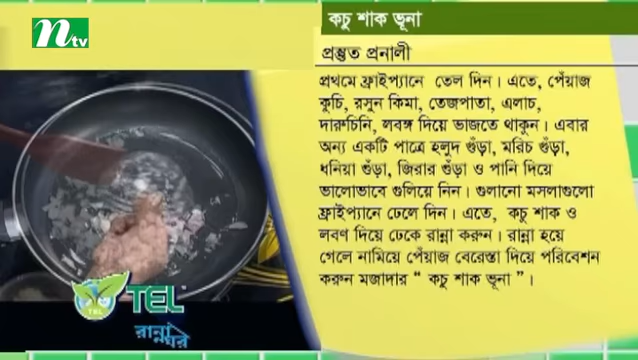 কচু শাক ভূনা
ntv
প্রস্তুত প্রনালী
প্রথমে ফ্রাইপ্যানে তেল দিন। এতে, পেঁয়াজ
কুচি, রসুন কিমা, তেজপাতা, এলাচ,
দারুচিনি, লবঙ্গ দিয়ে ভাজতে থাকুন। এবার
অন্য একটি পাত্রে হলুদ গুঁড়া, মরিচ গুঁড়া,
ধনিয়া গুঁড়া, জিরার গুঁড়া ও পানি দিয়ে
ভালোভাবে গুলিয়ে নিন। গুলানো মসলাগুলো
ফ্রাইপ্যানে ঢেলে দিন। এতে, কচু শাক ও
লবণ দিয়ে ঢেকে রান্না করুন। রান্না হয়ে
গেলে নামিয়ে পেঁয়াজ বেরেস্তা দিয়ে পরিবেশন
করুন মজাদার “ কচু শাক ভূনা ”।
TEL
TBL
রান্না ঘর